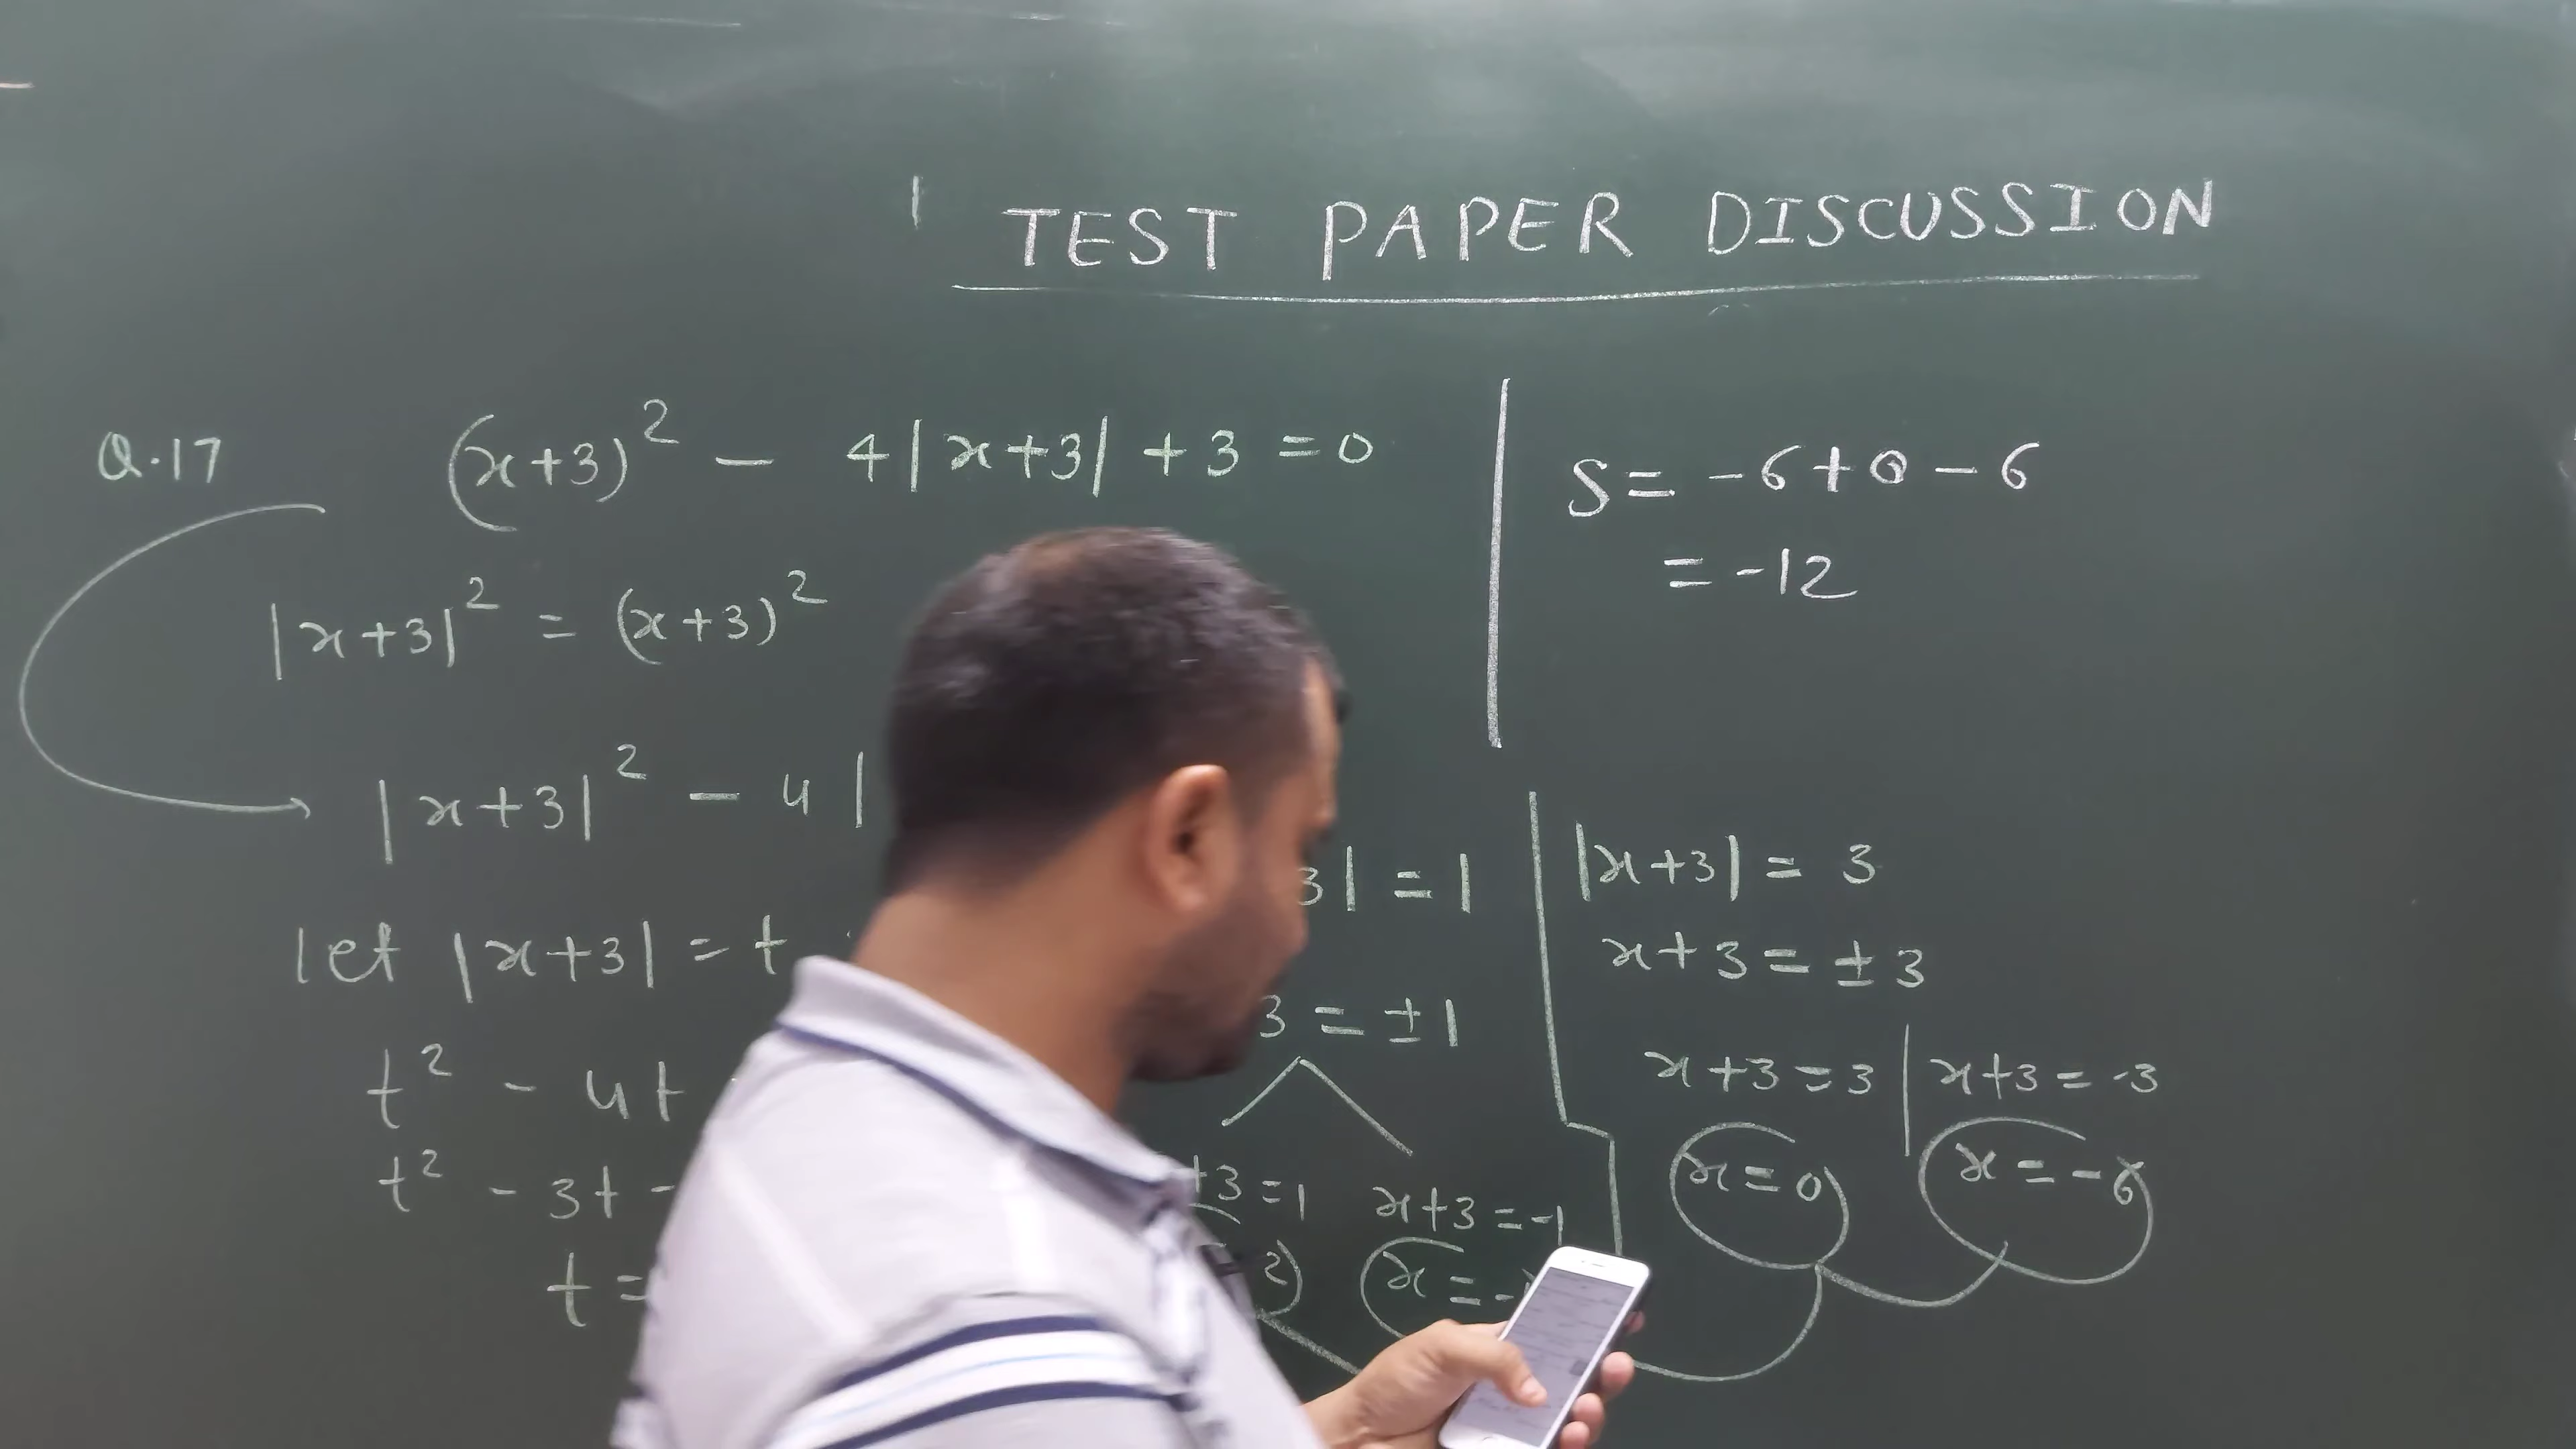 TEST PAPER DISCUSSION
Q.17 (x+3)² - 4|x+3| + 3 = 0
|x+3|² = (x+3)²
|x+3|² - 4|
let |x+3| = t
t² - 4t
t² - 3t -
t =
3| = 1
3 = ±1
+3 = 1 x+3 = -1
2 x = -
S = -6+0-6
= -12
|x+3| = 3
x+3 = ±3
x+3 = 3 | x+3 = -3
x = 0 x = -6